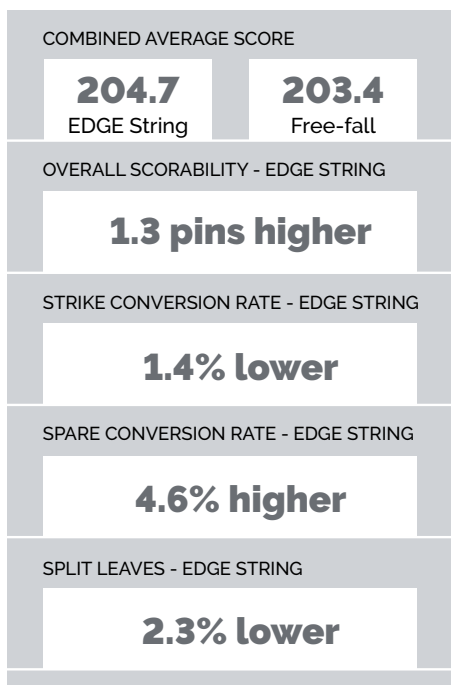 COMBINED AVERAGE SCORE
204.7
EDGE String
203.4
Free-fall
OVERALL SCORABILITY - EDGE STRING
1.3 pins higher
STRIKE CONVERSION RATE - EDGE STRING
1.4% lower
SPARE CONVERSION RATE - EDGE STRING
4.6% higher
SPLIT LEAVES - EDGE STRING
2.3% lower